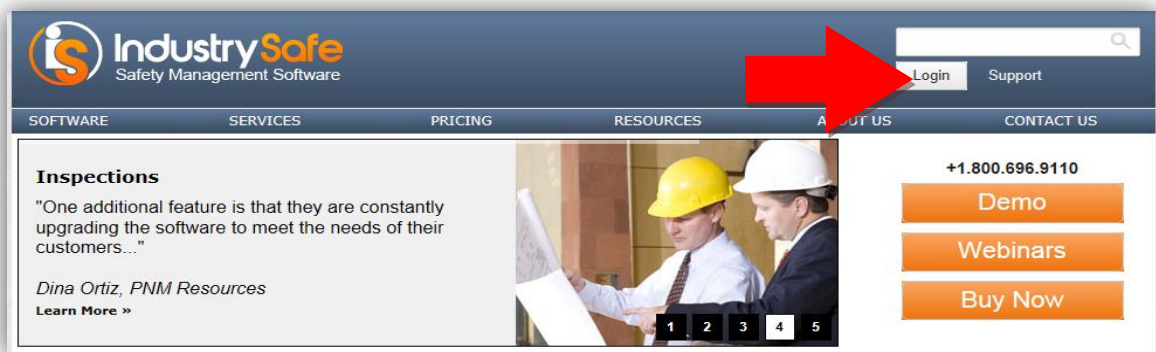 is IndustrySafe
Safety Management Software
Login Support
SOFTWARE SERVICES PRICING RESOURCES ABOUT US CONTACT US
Inspections
"One additional feature is that they are constantly
upgrading the software to meet the needs of their
customers..."
Dina Ortiz, PNM Resources
Learn More »
1 2 3 4 5
+1.800.696.9110
Demo
Webinars
Buy Now